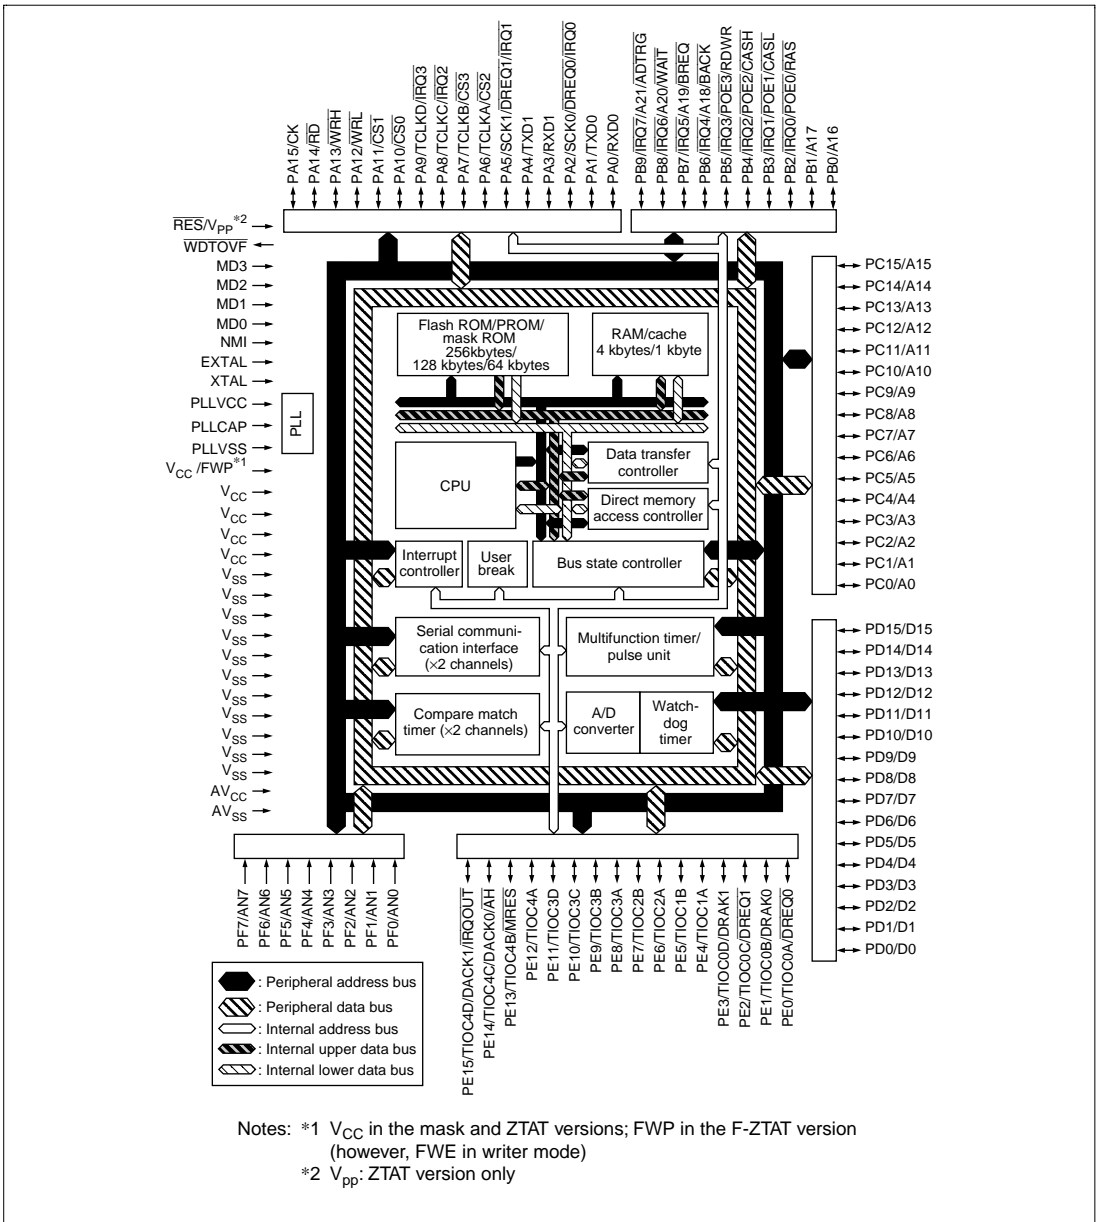 PA15/CK
PA14/RD
PA13/WRH
PA12/WRL
PA11/CS1
PA10/CS0
PA9/TCLKD/IRQ3
PA8/TCLKC/IRQ2
PA7/TCLKB/CS3
PA6/TCLKA/CS2
PA5/SCK1/DREQ1/IRQ1
PA4/TXD1
PA3/RXD1
PA2/SCK0/DREQ0/IRQ0
PA1/TXD0
PA0/RXD0
PB9/IRQ7/A21/ADTRG
PB8/IRQ6/A20/WAIT
PB7/IRQ5/A19/BREQ
PB6/IRQ4/A18/BACK
PB5/IRQ3/POE3/RDWR
PB4/IRQ2/POE2/CASH
PB3/IRQ1/POE1/CASL
PB2/IRQ0/POE0/RAS
PB1/A17
PB0/A16
RES/VPP*2
WDTOVF
MD3
MD2
MD1
MD0
NMI
EXTAL
XTAL
PLLVCC
PLLCAP
PLLVSS
PLL
VCC /FWP*1
VCC
VCC
VCC
VCC
VSS
VSS
VSS
VSS
VSS
VSS
VSS
VSS
VSS
VSS
VSS
AVCC
AVSS
Flash ROM/PROM/
mask ROM
256kbytes/
128 kbytes/64 kbytes
RAM/cache
4 kbytes/1 kbyte
CPU
Data transfer
controller
Direct memory
access controller
Interrupt
controller
User
break
Bus state controller
Serial communi-
cation interface
(×2 channels)
Multifunction timer/
pulse unit
Compare match
timer (×2 channels)
A/D
converter
Watch-
dog
timer
PC15/A15
PC14/A14
PC13/A13
PC12/A12
PC11/A11
PC10/A10
PC9/A9
PC8/A8
PC7/A7
PC6/A6
PC5/A5
PC4/A4
PC3/A3
PC2/A2
PC1/A1
PC0/A0
PD15/D15
PD14/D14
PD13/D13
PD12/D12
PD11/D11
PD10/D10
PD9/D9
PD8/D8
PD7/D7
PD6/D6
PD5/D5
PD4/D4
PD3/D3
PD2/D2
PD1/D1
PD0/D0
PF7/AN7
PF6/AN6
PF5/AN5
PF4/AN4
PF3/AN3
PF2/AN2
PF1/AN1
PF0/AN0
PE15/TIOC4D/DACK1/IRQOUT
PE14/TIOC4C/DACK0/AH
PE13/TIOC4B/MRES
PE12/TIOC4A
PE11/TIOC3D
PE10/TIOC3C
PE9/TIOC3B
PE8/TIOC3A
PE7/TIOC2B
PE6/TIOC2A
PE5/TIOC1B
PE4/TIOC1A
PE3/TIOC0D/DRAK1
PE2/TIOC0C/DREQ1
PE1/TIOC0B/DRAK0
PE0/TIOC0A/DREQ0
: Peripheral address bus
: Peripheral data bus
: Internal address bus
: Internal upper data bus
: Internal lower data bus
Notes: *1 VCC in the mask and ZTAT versions; FWP in the F-ZTAT version
(however, FWE in writer mode)
*2 Vpp: ZTAT version only